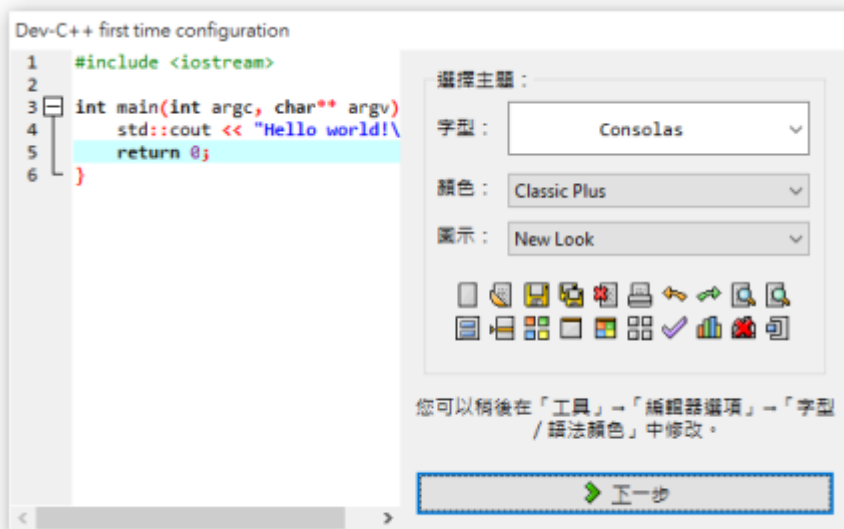 Dev-C++ first time configuration
1 #include <iostream>
2
3 int main(int argc, char** argv)
4 std::cout << "Hello world!\
5 return 0;
6 }
選擇主題：
字型： Consolas
顏色： Classic Plus
圖示： New Look
您可以稍後在「工具」→「編輯器選項」→「字型
/ 語法顏色」中修改。
下一步